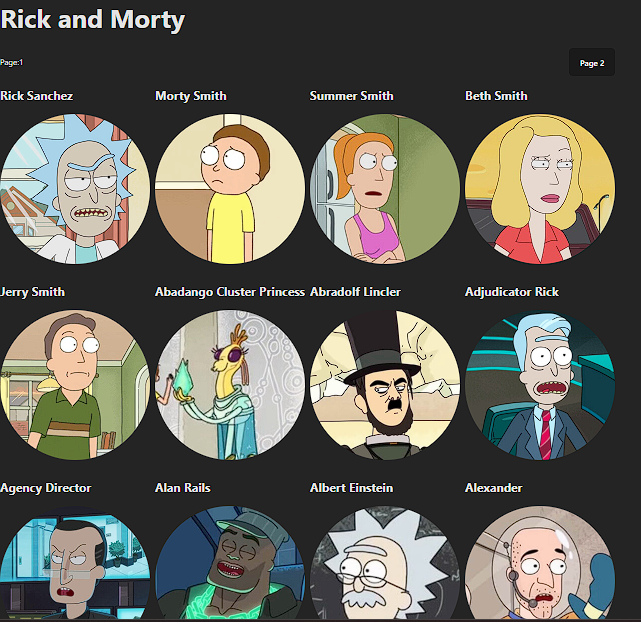 Rick and Morty
Page:1
Page 2
Rick Sanchez
Morty Smith
Summer Smith
Beth Smith
Jerry Smith
Abadango Cluster Princess
Abradolf Lincler
Adjudicator Rick
Agency Director
Alan Rails
Albert Einstein
Alexander